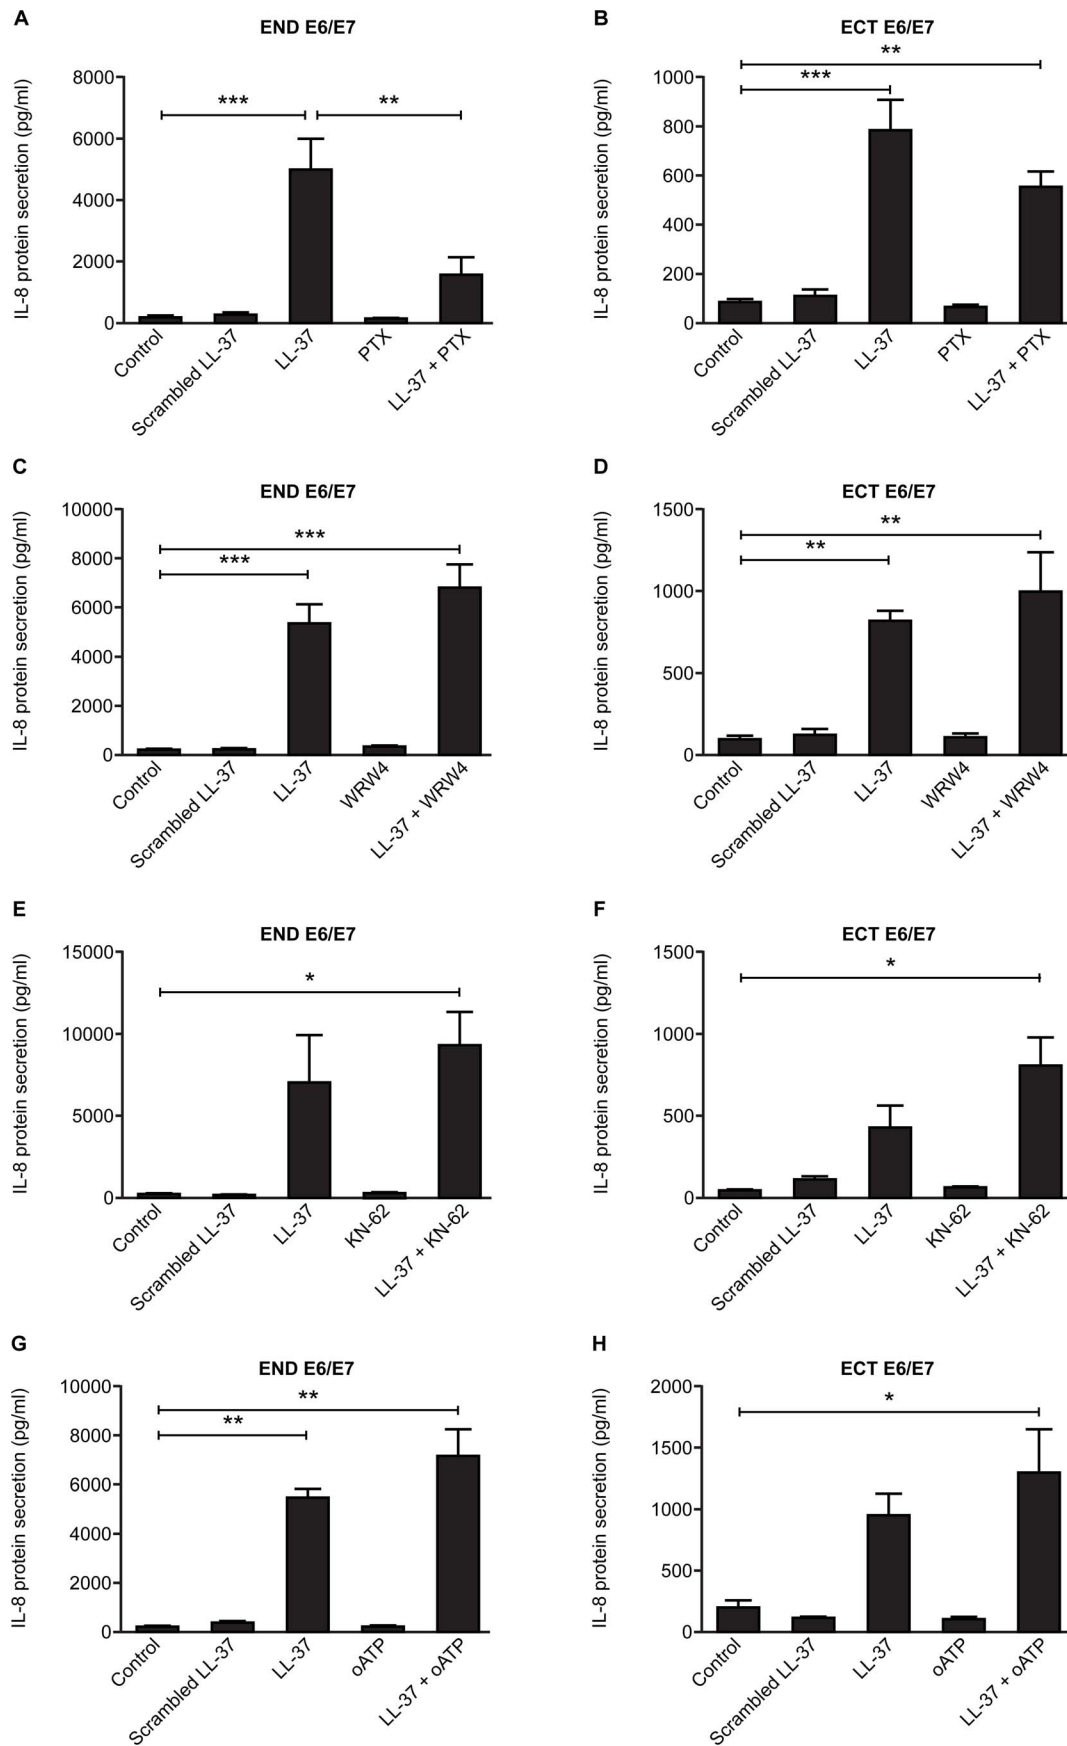 A
END E6/E7
IL-8 protein secretion (pg/ml)
8000
6000
4000
2000
0
***
**
Control
Scrambled LL-37
LL-37
PTX
LL-37 + PTX
B
ECT E6/E7
IL-8 protein secretion (pg/ml)
1000
800
600
400
200
0
**
***
Control
Scrambled LL-37
LL-37
PTX
LL-37 + PTX
C
END E6/E7
IL-8 protein secretion (pg/ml)
10000
8000
6000
4000
2000
0
***
***
Control
Scrambled LL-37
LL-37
WRW4
LL-37 + WRW4
D
ECT E6/E7
IL-8 protein secretion (pg/ml)
1500
1000
500
0
**
**
Control
Scrambled LL-37
LL-37
WRW4
LL-37 + WRW4
E
END E6/E7
IL-8 protein secretion (pg/ml)
15000
10000
5000
0
*
Control
Scrambled LL-37
LL-37
KN-62
LL-37 + KN-62
F
ECT E6/E7
IL-8 protein secretion (pg/ml)
1500
1000
500
0
*
Control
Scrambled LL-37
LL-37
KN-62
LL-37 + KN-62
G
END E6/E7
IL-8 protein secretion (pg/ml)
10000
8000
6000
4000
2000
0
**
**
Control
Scrambled LL-37
LL-37
oATP
LL-37 + oATP
H
ECT E6/E7
IL-8 protein secretion (pg/ml)
2000
1500
1000
500
0
*
Control
Scrambled LL-37
LL-37
oATP
LL-37 + oATP